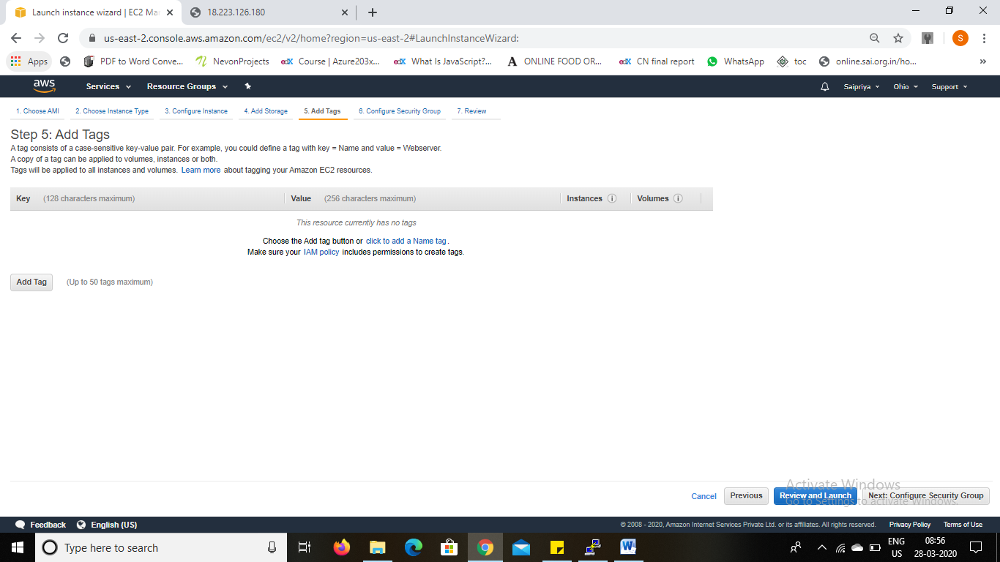 Launch instance wizard | EC2 Ma
18.223.126.180
us-east-2.console.aws.amazon.com/ec2/v2/home?region=us-east-2#LaunchInstanceWizard:
S
Apps PDF to Word Conve... NevonProjects edX Course | Azure203x... edX What Is JavaScript?... A ONLINE FOOD OR... edX CN final report WhatsApp toc online.sai.org.in/ho... »
aws Services Resource Groups Saipriya Ohio Support
1. Choose AMI 2. Choose Instance Type 3. Configure Instance 4. Add Storage 5. Add Tags 6. Configure Security Group 7. Review
Step 5: Add Tags
A tag consists of a case-sensitive key-value pair. For example, you could define a tag with key = Name and value = Webserver.
A copy of a tag can be applied to volumes, instances or both.
Tags will be applied to all instances and volumes. Learn more about tagging your Amazon EC2 resources.
Key (128 characters maximum) Value (256 characters maximum) Instances i Volumes i
This resource currently has no tags
Choose the Add tag button or click to add a Name tag.
Make sure your IAM policy includes permissions to create tags.
Add Tag (Up to 50 tags maximum)
Activate Windows
Go to Settings to activate Windows.
Cancel Previous Review and Launch Next: Configure Security Group
Feedback English (US) © 2008 - 2020, Amazon Internet Services Private Ltd. or its affiliates. All rights reserved. Privacy Policy Terms of Use
Type here to search
W
ENG
US
08:56
28-03-2020